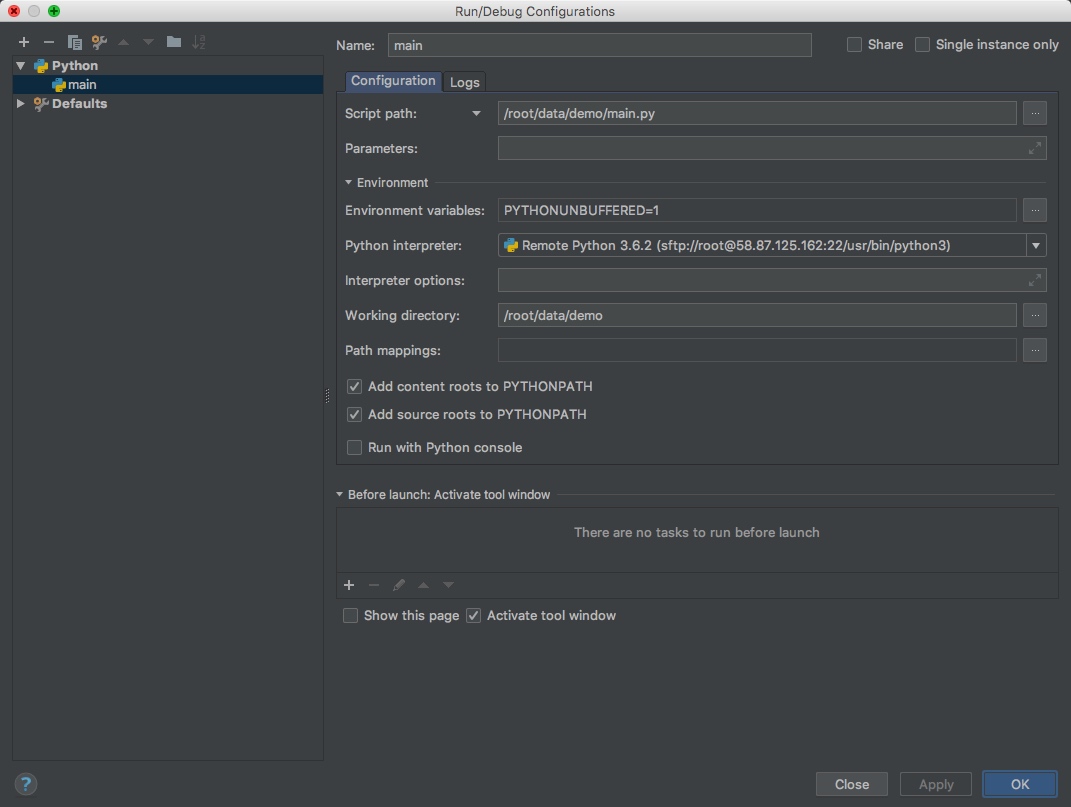 Run/Debug Configurations
Name: main Share Single instance only
Python
main
Defaults
Configuration Logs
Script path: /root/data/demo/main.py ...
Parameters:
Environment
Environment variables: PYTHONUNBUFFERED=1 ...
Python interpreter: Remote Python 3.6.2 (sftp://root@58.87.125.162:22/usr/bin/python3)
Interpreter options:
Working directory: /root/data/demo ...
Path mappings: ...
Add content roots to PYTHONPATH
Add source roots to PYTHONPATH
Run with Python console
Before launch: Activate tool window
There are no tasks to run before launch
Show this page Activate tool window
? Close Apply OK